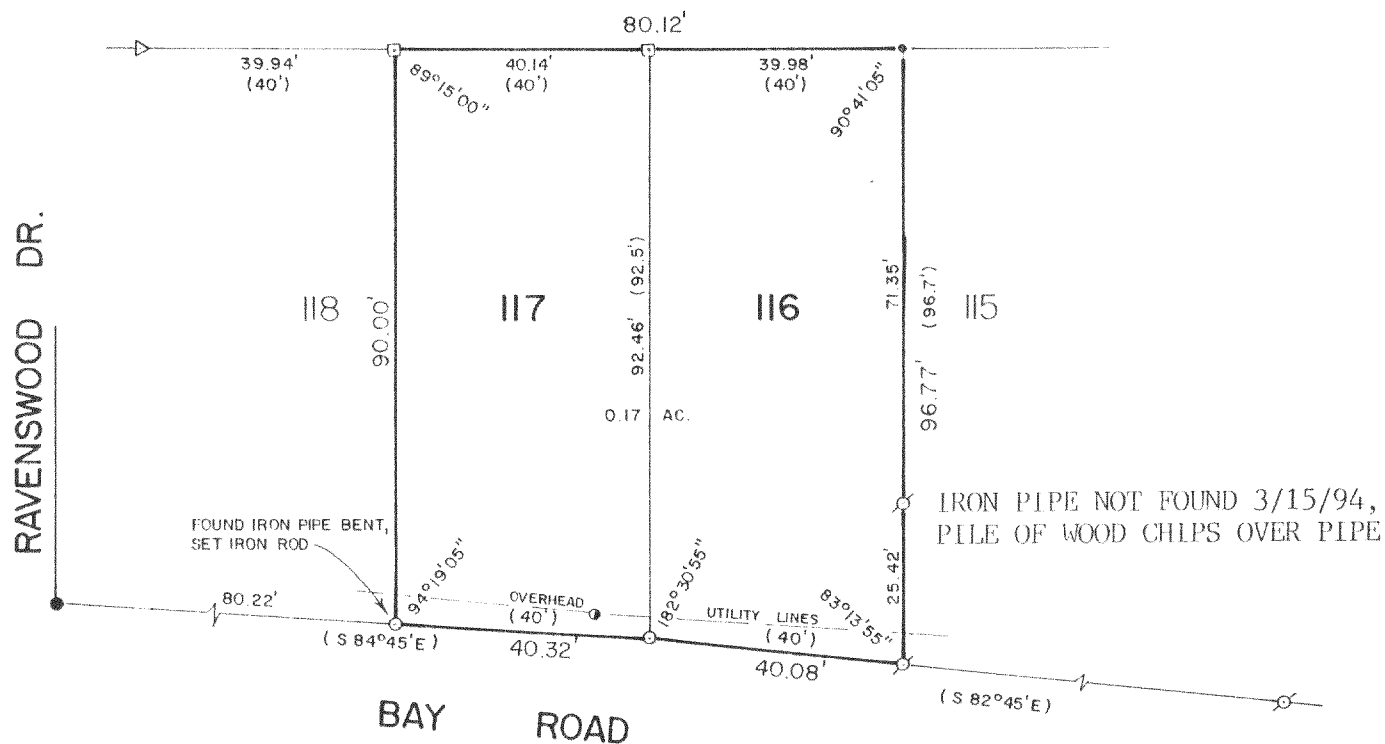 80.12'
39.94'
(40')
40.14'
(40')
39.98'
(40')
89°15'00"
90°41'05"
RAVENSWOOD DR.
118
90.00'
117
92.46' (92.5')
116
71.35'
(96.7')
96.77'
115
0.17 AC.
IRON PIPE NOT FOUND 3/15/94,
PILE OF WOOD CHIPS OVER PIPE
FOUND IRON PIPE BENT,
SET IRON ROD
94°19'05"
182°30'55"
83°13'55"
25.42'
80.22'
OVERHEAD
(40')
UTILITY LINES
(40')
(S 84°45'E)
40.32'
40.08'
(S 82°45'E)
BAY ROAD